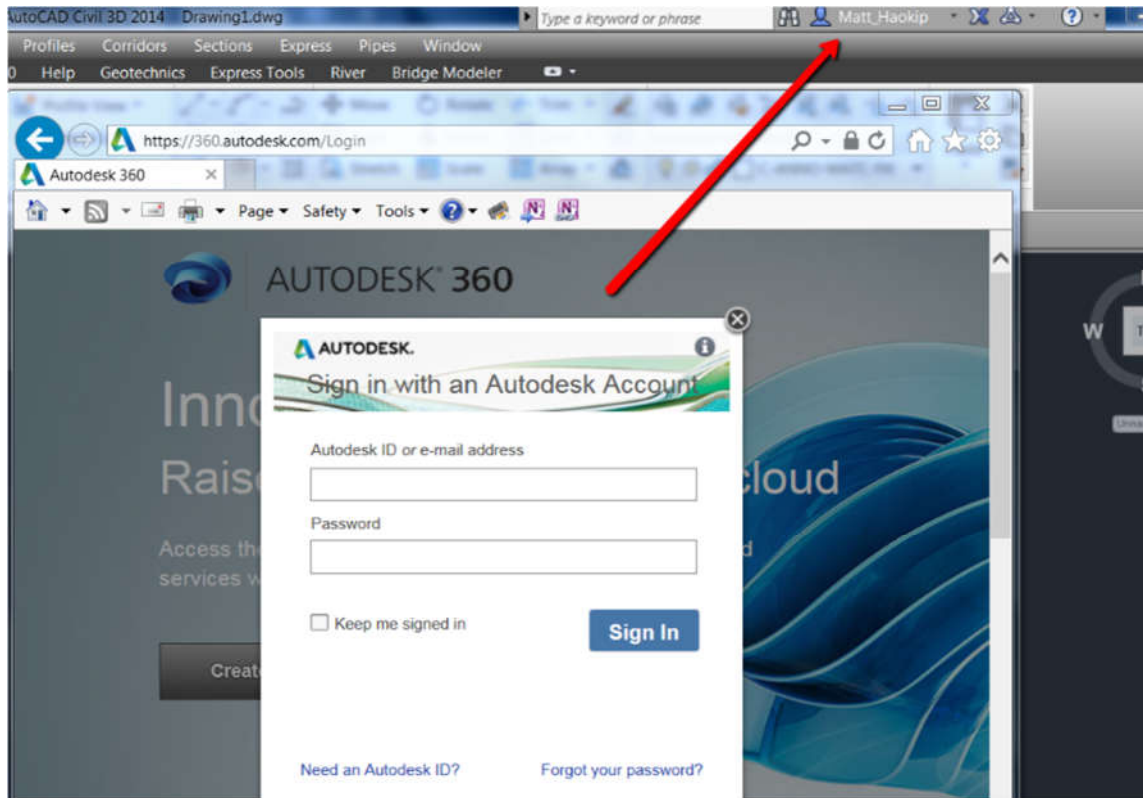 AutoCAD Civil 3D 2014 Drawing1.dwg Type a keyword or phrase Matt_Haokip
Profiles Corridors Sections Express Pipes Window
Help Geotechnics Express Tools River Bridge Modeler
https://360.autodesk.com/Login
Autodesk 360
Page Safety Tools
AUTODESK® 360
AUTODESK.
Sign in with an Autodesk Account
Inno
Autodesk ID or e-mail address
Rais cloud
Password
Access the d
services w
Keep me signed in
Sign In
Creat
Need an Autodesk ID? Forgot your password?
W